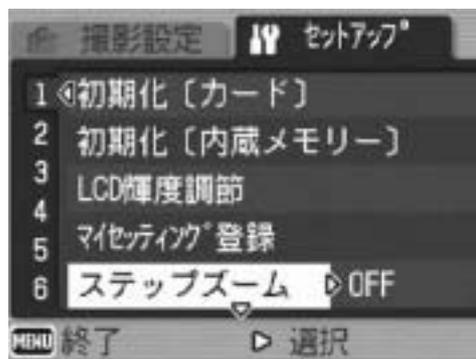 撮影設定 セットアップ
1 初期化〔カード〕
2 初期化〔内蔵メモリー〕
3 LCD輝度調節
4 マイセッティング登録
5
6 ステップズーム OFF
MENU 終了 選択